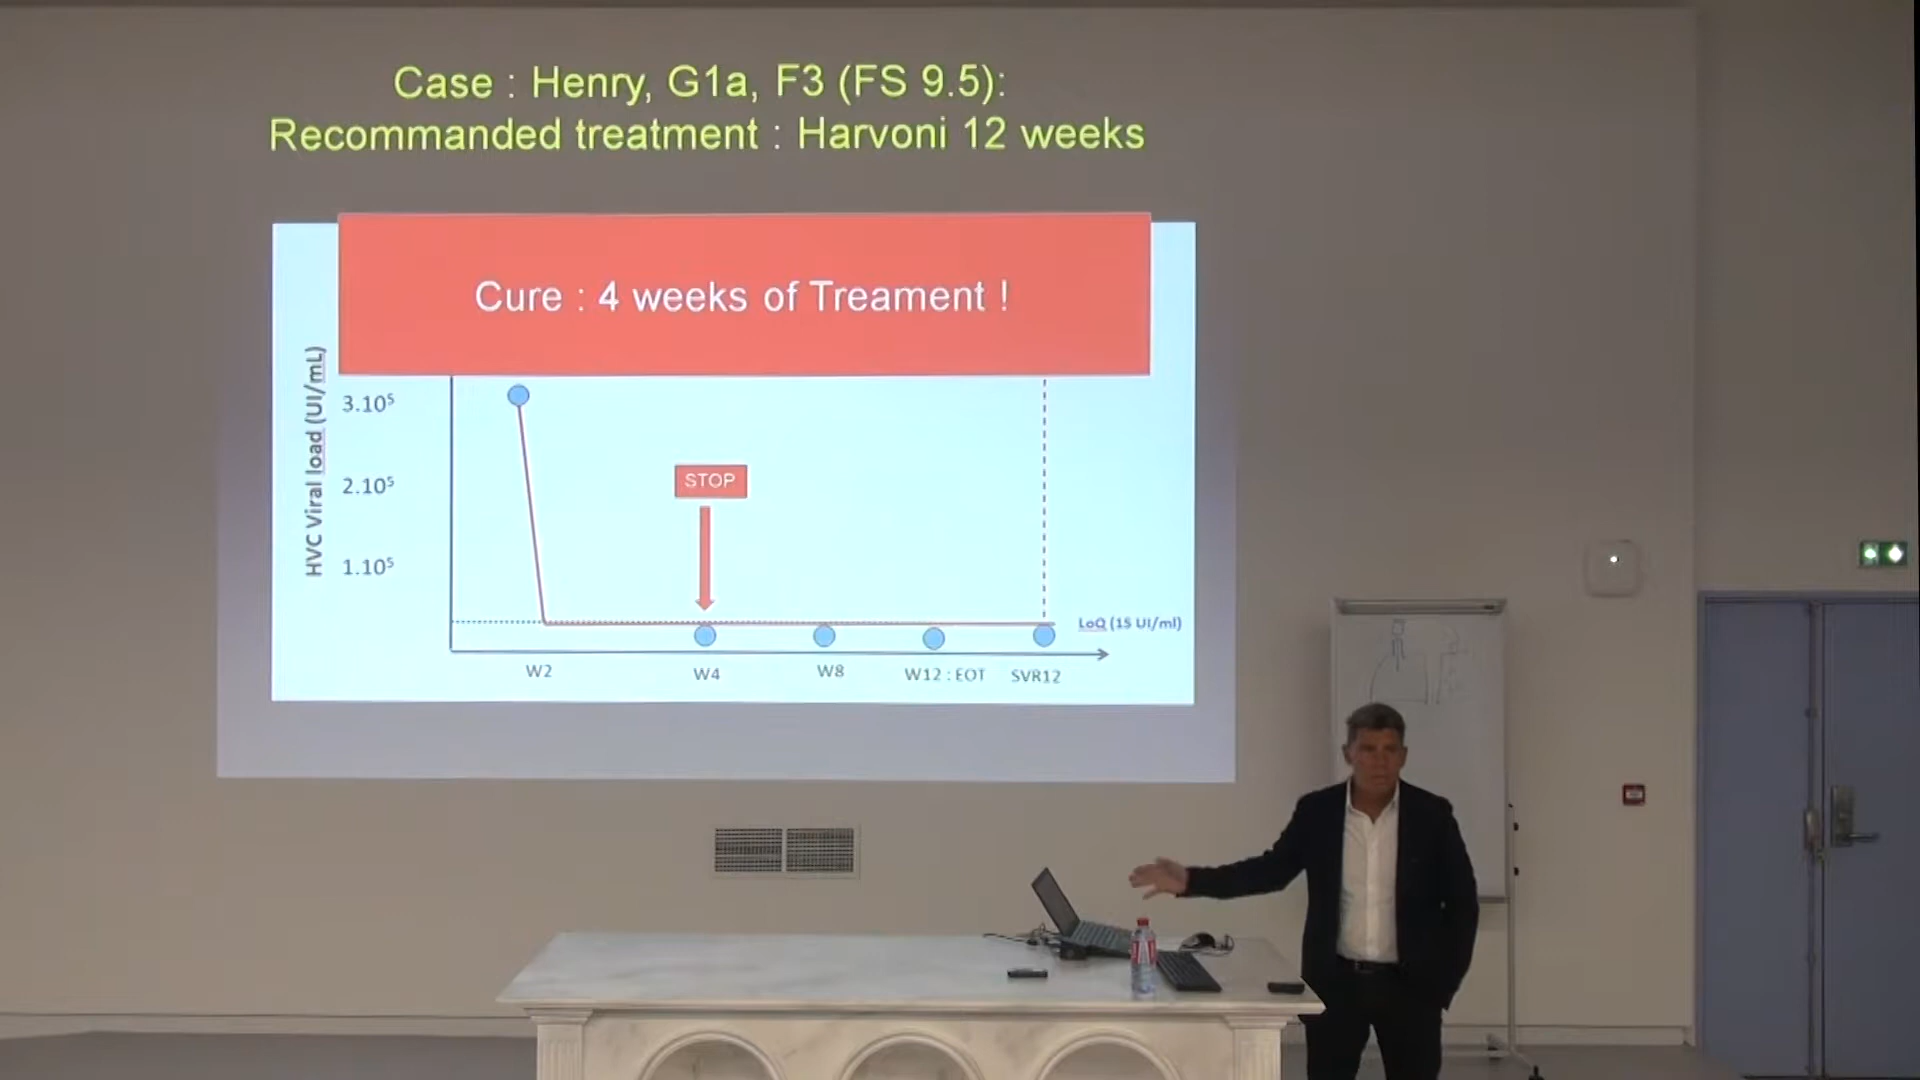 Case : Henry, G1a, F3 (FS 9.5):
Recommanded treatment : Harvoni 12 weeks
Cure : 4 weeks of Treament !
HVC Viral load (UI/mL)
3.10⁵
2.10⁵
1.10⁵
STOP
LoQ (15 UI/ml)
W2
W4
W8
W12 : EOT
SVR12